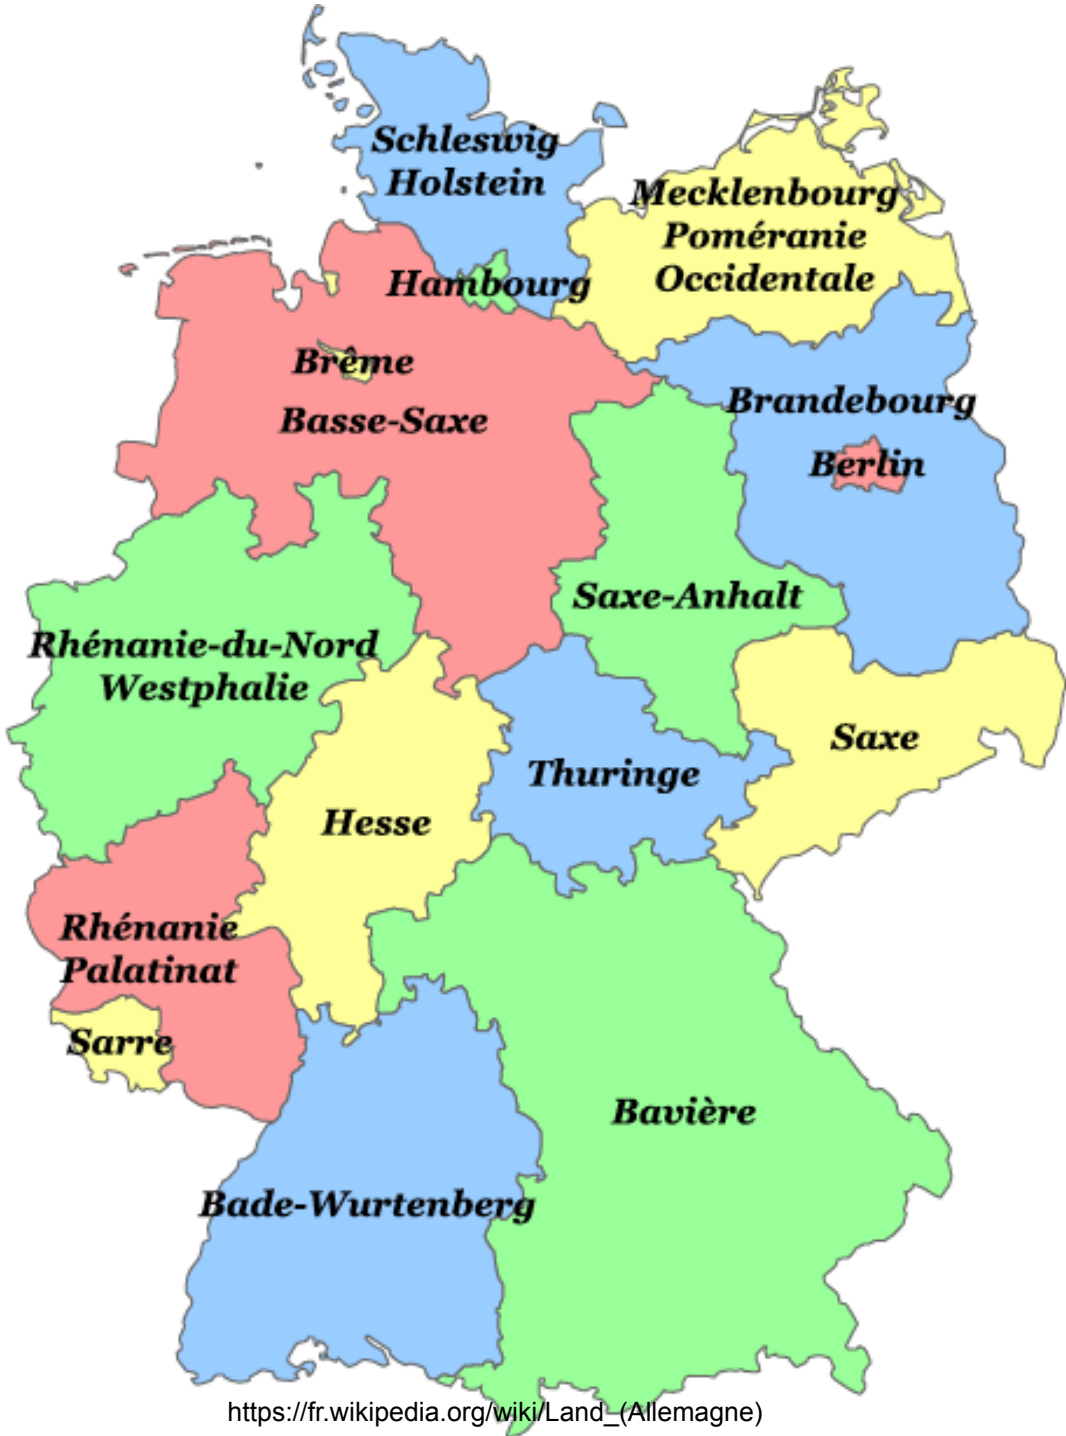 Schleswig
Holstein
Mecklenbourg
Poméranie
Occidentale
Hambourg
Brême
Basse-Saxe
Brandebourg
Berlin
Saxe-Anhalt
Rhénanie-du-Nord
Westphalie
Saxe
Thuringe
Hesse
Rhénanie
Palatinat
Sarre
Bavière
Bade-Wurtenberg
https://fr.wikipedia.org/wiki/Land_(Allemagne)